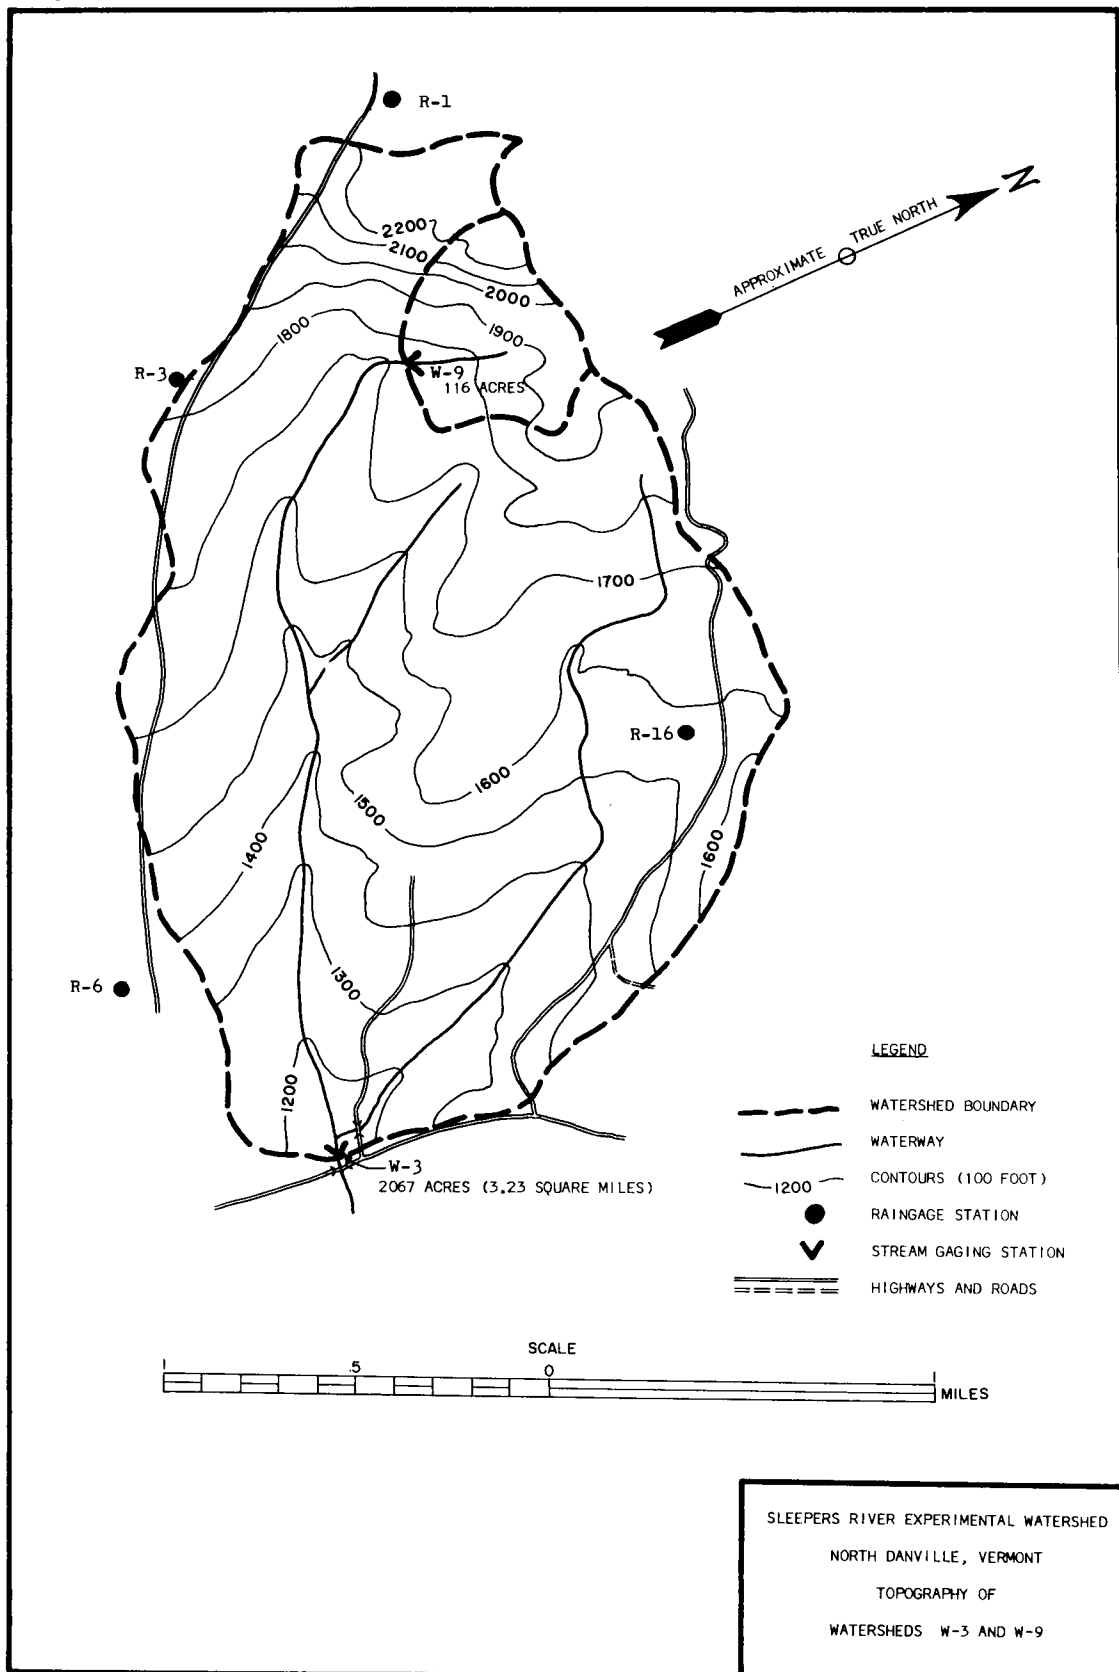 R-1
N
APPROXIMATE TRUE NORTH
2200
2100
2000
1900
1800
R-3
W-9
116 ACRES
1700
R-16
1600
1500
1600
1400
R-6
1300
1200
W-3
2067 ACRES (3.23 SQUARE MILES)
LEGEND
WATERSHED BOUNDARY
WATERWAY
1200 CONTOURS (100 FOOT)
RAINGAGE STATION
STREAM GAGING STATION
HIGHWAYS AND ROADS
SCALE
1 .5 0 1
MILES
SLEEPERS RIVER EXPERIMENTAL WATERSHED
NORTH DANVILLE, VERMONT
TOPOGRAPHY OF
WATERSHEDS W-3 AND W-9